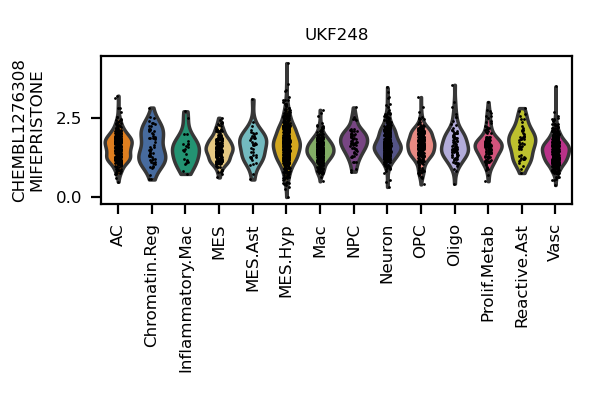 UKF248
CHEMBL1276308
MIFEPRISTONE
2.5
0.0
AC
Chromatin.Reg
Inflammatory.Mac
MES
MES.Ast
MES.Hyp
Mac
NPC
Neuron
OPC
Oligo
Prolif.Metab
Reactive.Ast
Vasc